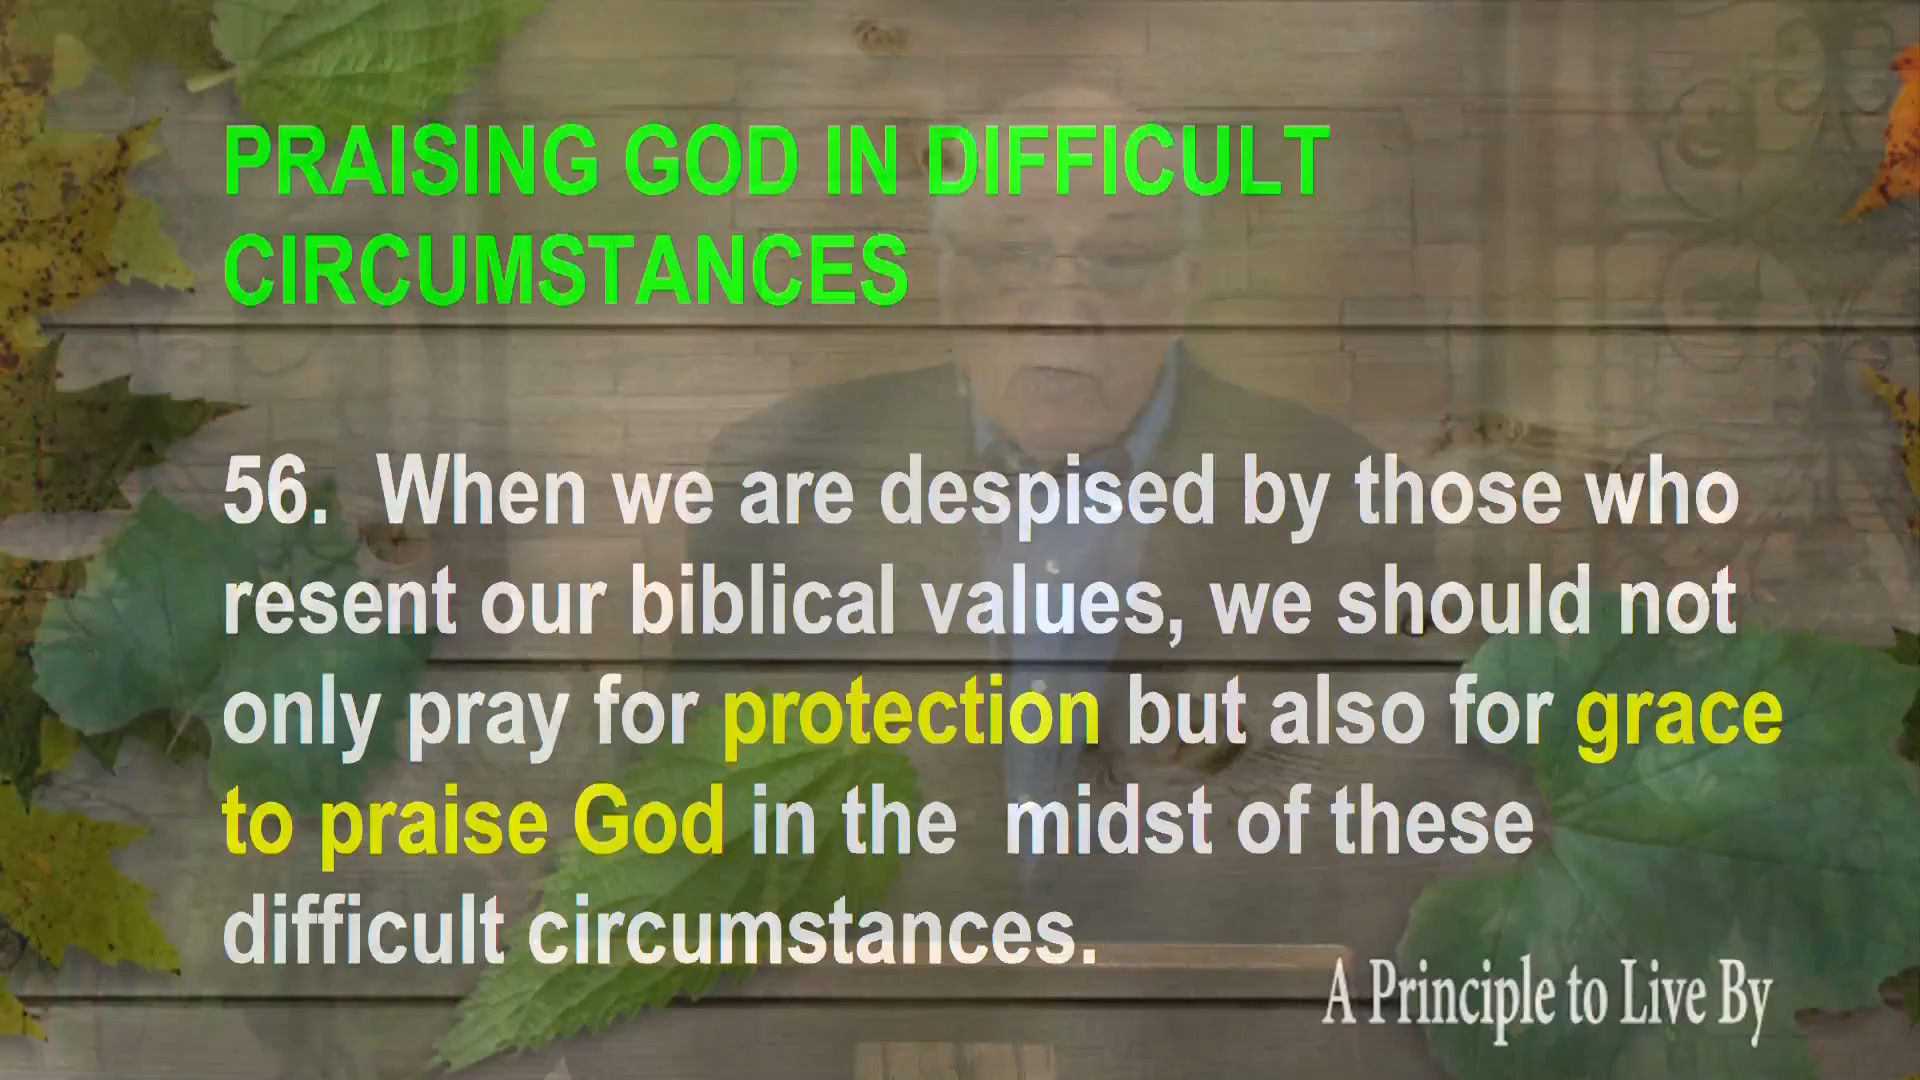 PRAISING GOD IN DIFFICULT
CIRCUMSTANCES
56. When we are despised by those who
resent our biblical values, we should not
only pray for protection but also for grace
to praise God in the midst of these
difficult circumstances.
A Principle to Live By